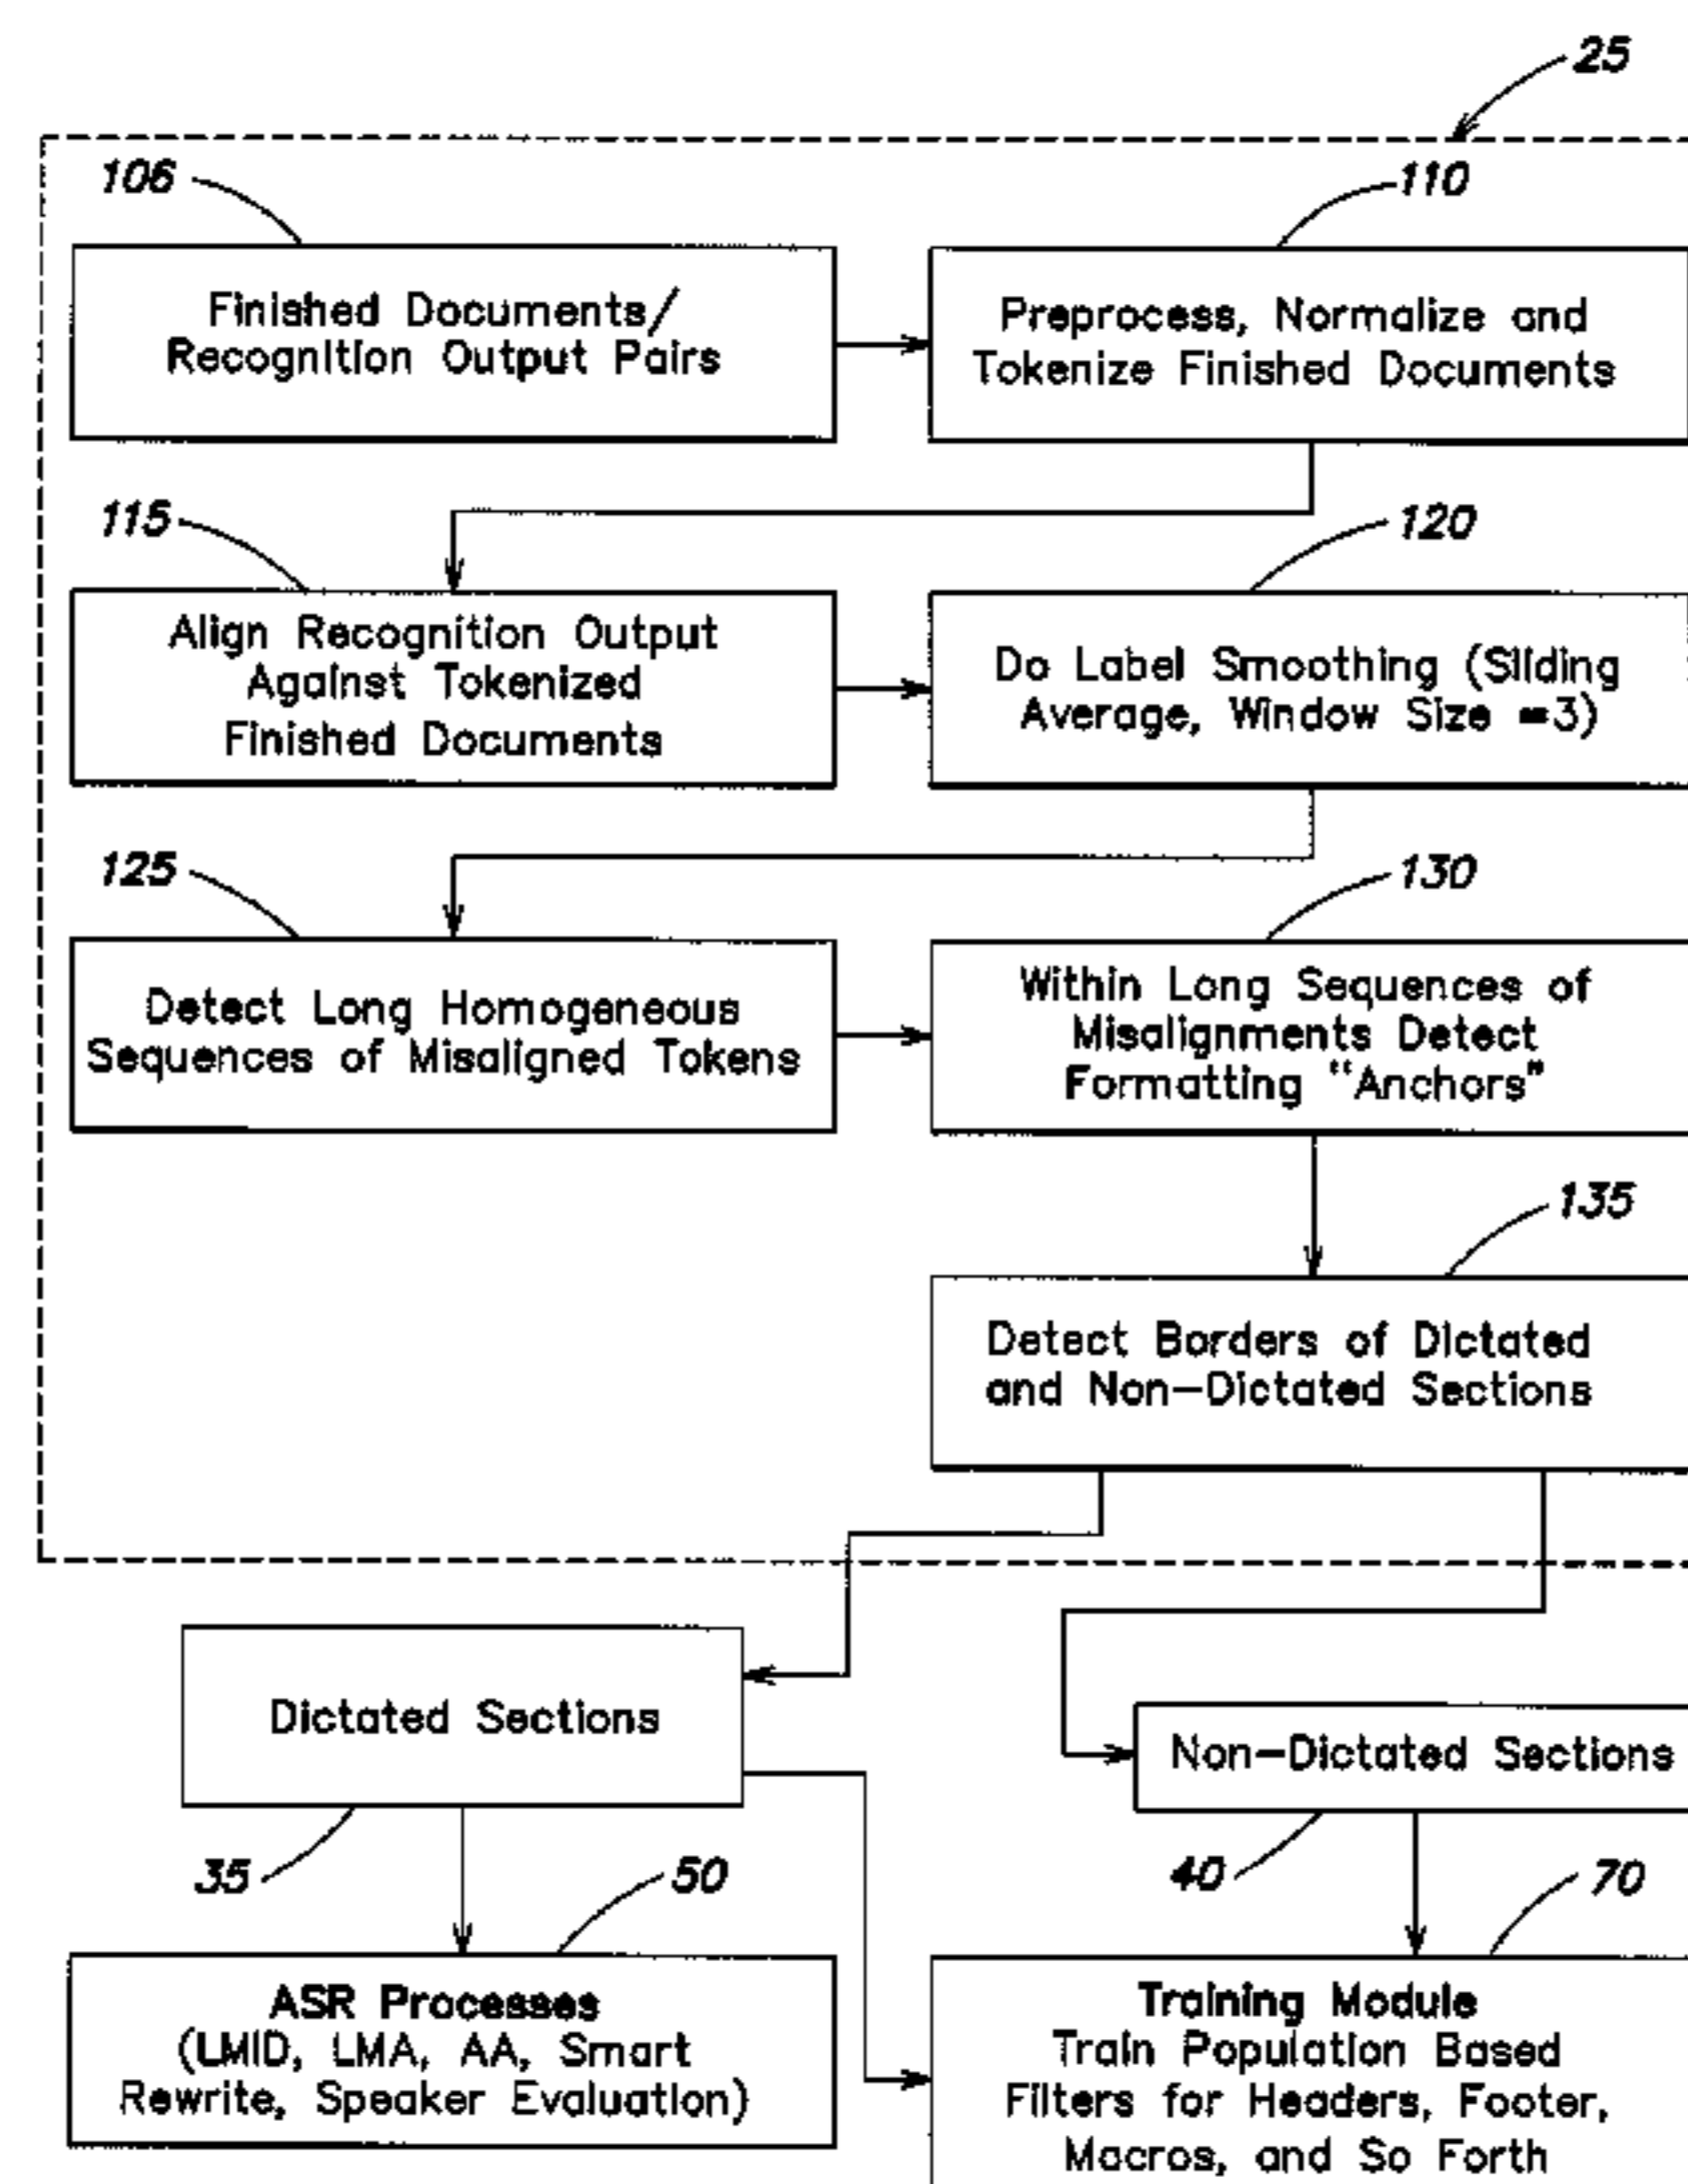 25
106
110
Finished Documents/
Recognition Output Pairs
Preprocess, Normalize and
Tokenize Finished Documents
115
120
Align Recognition Output
Against Tokenized
Finished Documents
Do Label Smoothing (Sliding
Average, Window Size =3)
125
130
Detect Long Homogeneous
Sequences of Misaligned Tokens
Within Long Sequences of
Misalignments Detect
Formatting "Anchors"
135
Detect Borders of Dictated
and Non-Dictated Sections
Dictated Sections
Non-Dictated Sections
35
50
40
70
ASR Processes
(LMID, LMA, AA, Smart
Rewrite, Speaker Evaluation)
Training Module
Train Population Based
Filters for Headers, Footer,
Macros, and So Forth